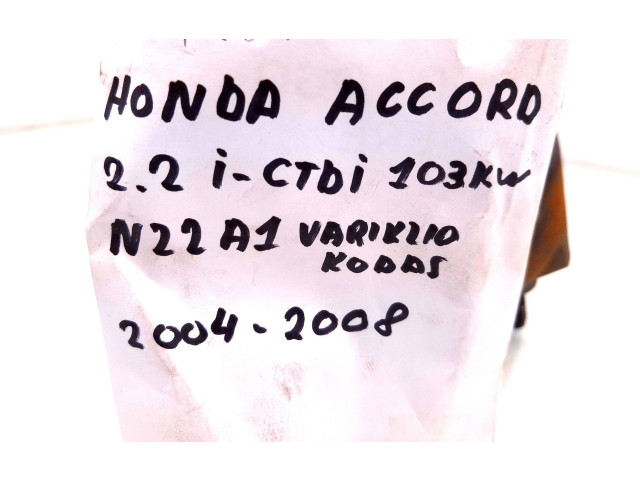 HONDA ACCORD
2.2 i-CTDi 103KW
N22A1 VARIKLIO
KODAS
2004-2008